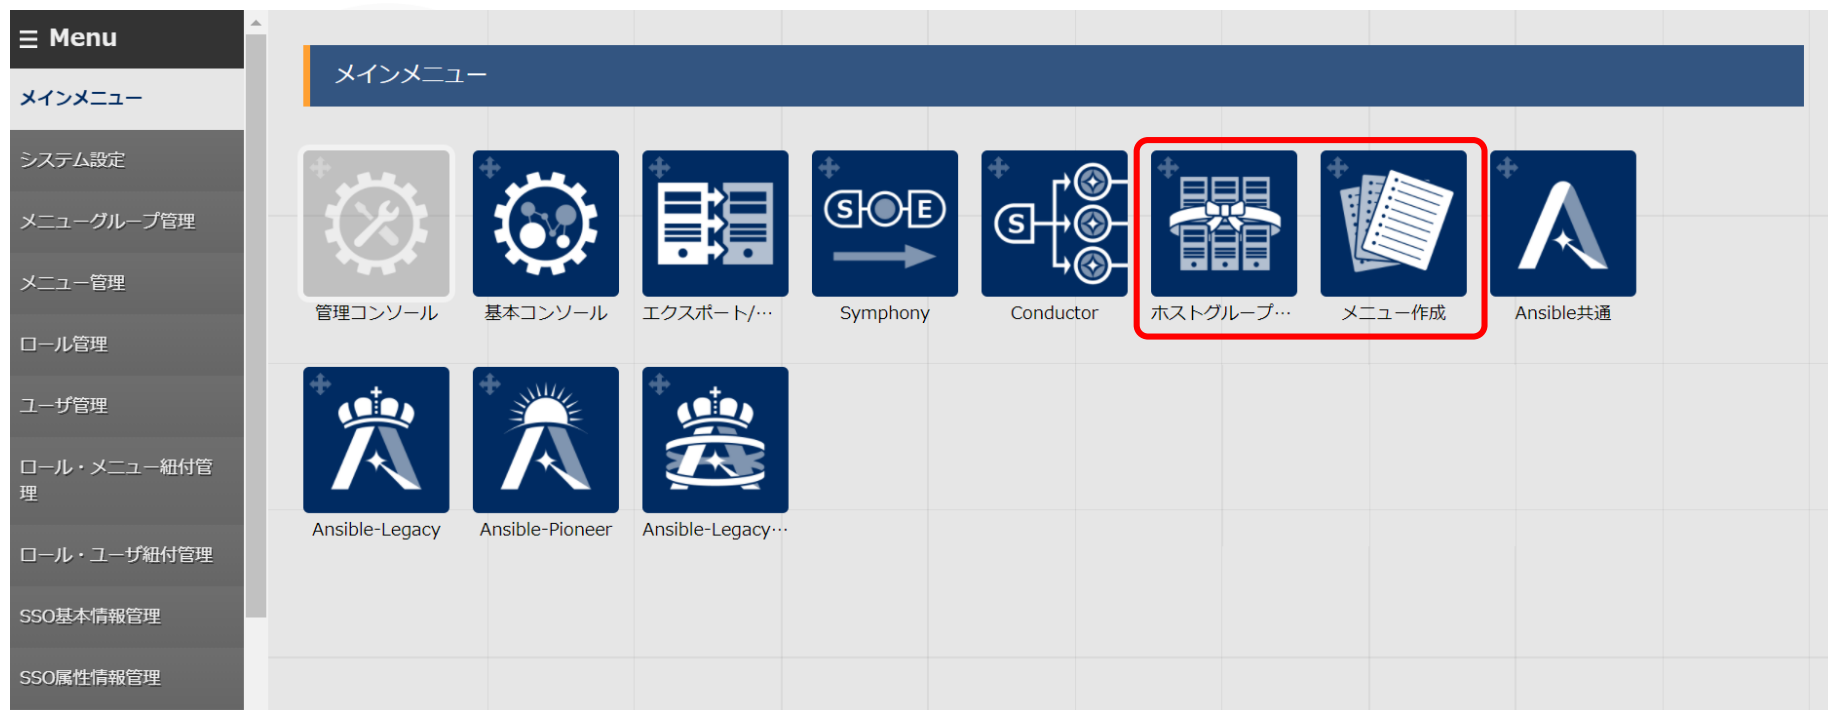 ☰ Menu
メインメニュー
システム設定
メニューグループ管理
メニュー管理
ロール管理
ユーザ管理
ロール・メニュー紐付管
理
ロール・ユーザ紐付管理
SSO基本情報管理
SSO属性情報管理
メインメニュー
S E
S
管理コンソール
基本コンソール
エクスポート/…
Symphony
Conductor
ホストグループ…
メニュー作成
Ansible共通
Ansible-Legacy
Ansible-Pioneer
Ansible-Legacy…